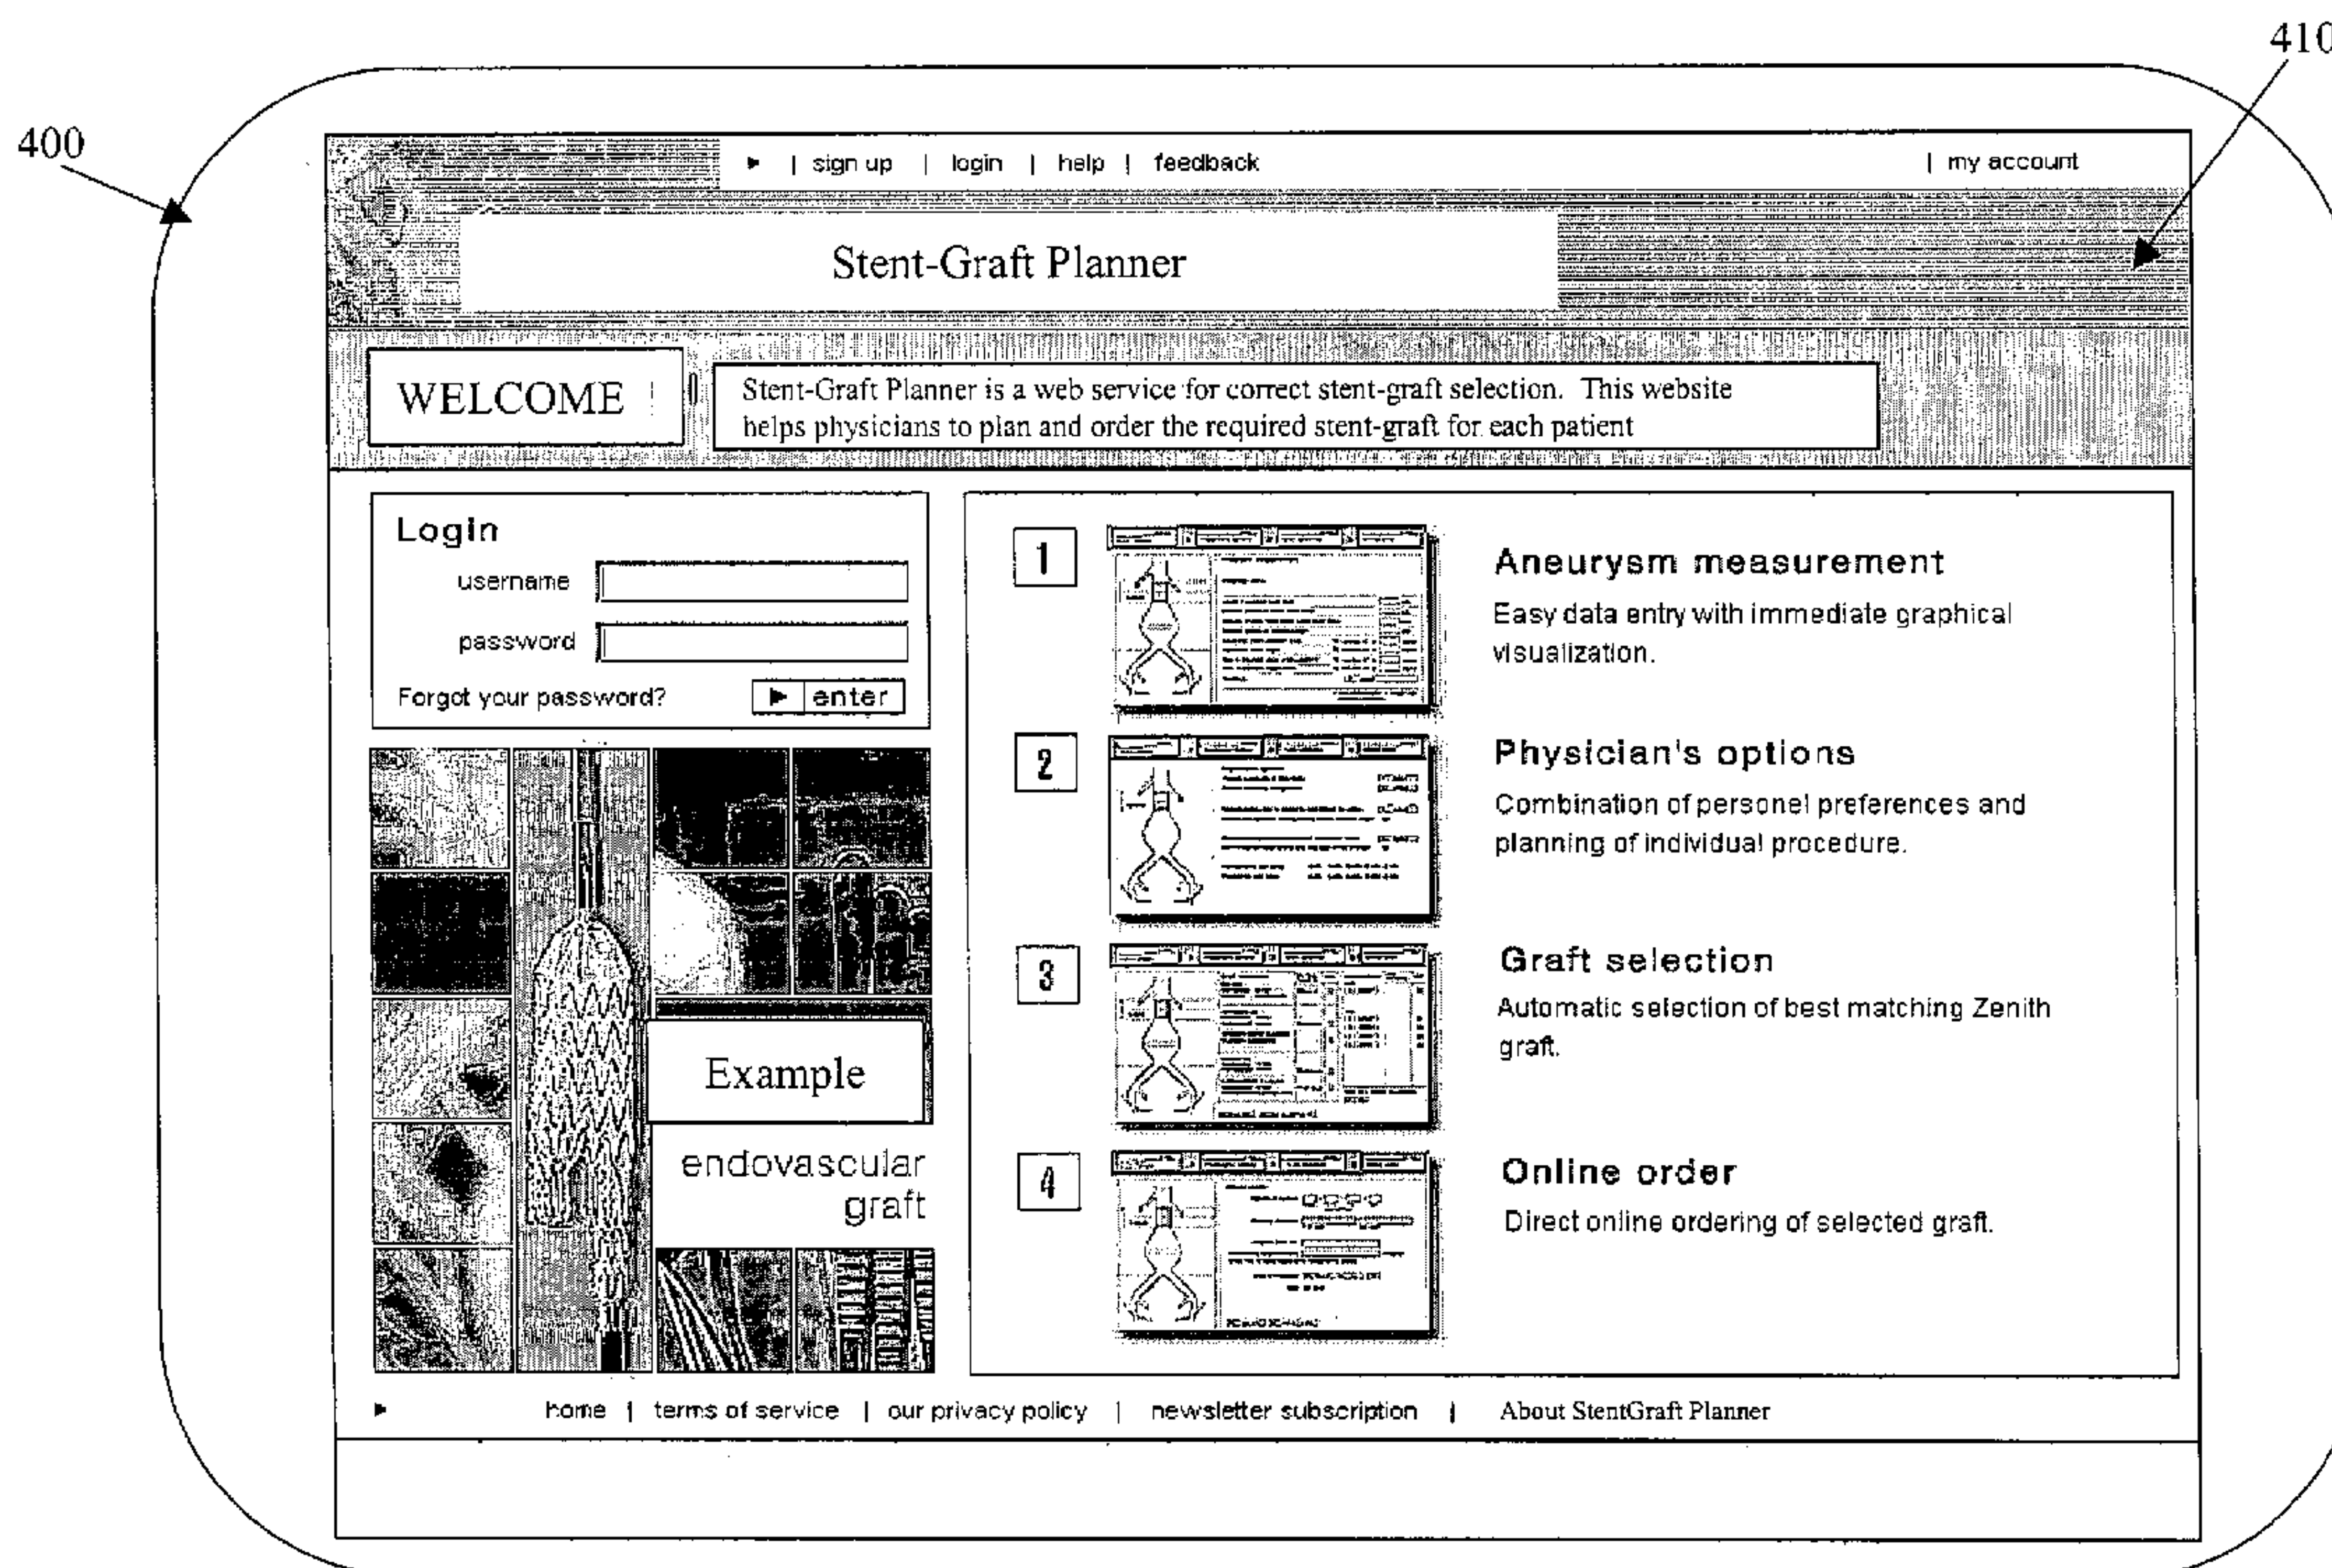 410
400
| sign up | login | help | feedback | my account
Stent-Graft Planner
WELCOME
Stent-Graft Planner is a web service for correct stent-graft selection. This website
helps physicians to plan and order the required stent-graft for each patient
Login
username
password
Forgot your password? enter
Example
endovascular
graft
1
Aneurysm measurement
Easy data entry with immediate graphical
visualization.
2
Physician's options
Combination of personel preferences and
planning of individual procedure.
3
Graft selection
Automatic selection of best matching Zenith
graft.
4
Online order
Direct online ordering of selected graft.
home | terms of service | our privacy policy | newsletter subscription | About StentGraft Planner